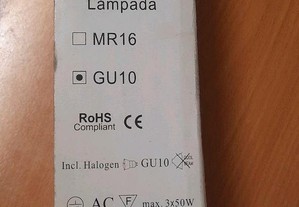 Lampada
MR16
GU10
RoHS
Compliant CE
Incl. Halogen GU10
AC F max. 3x50W